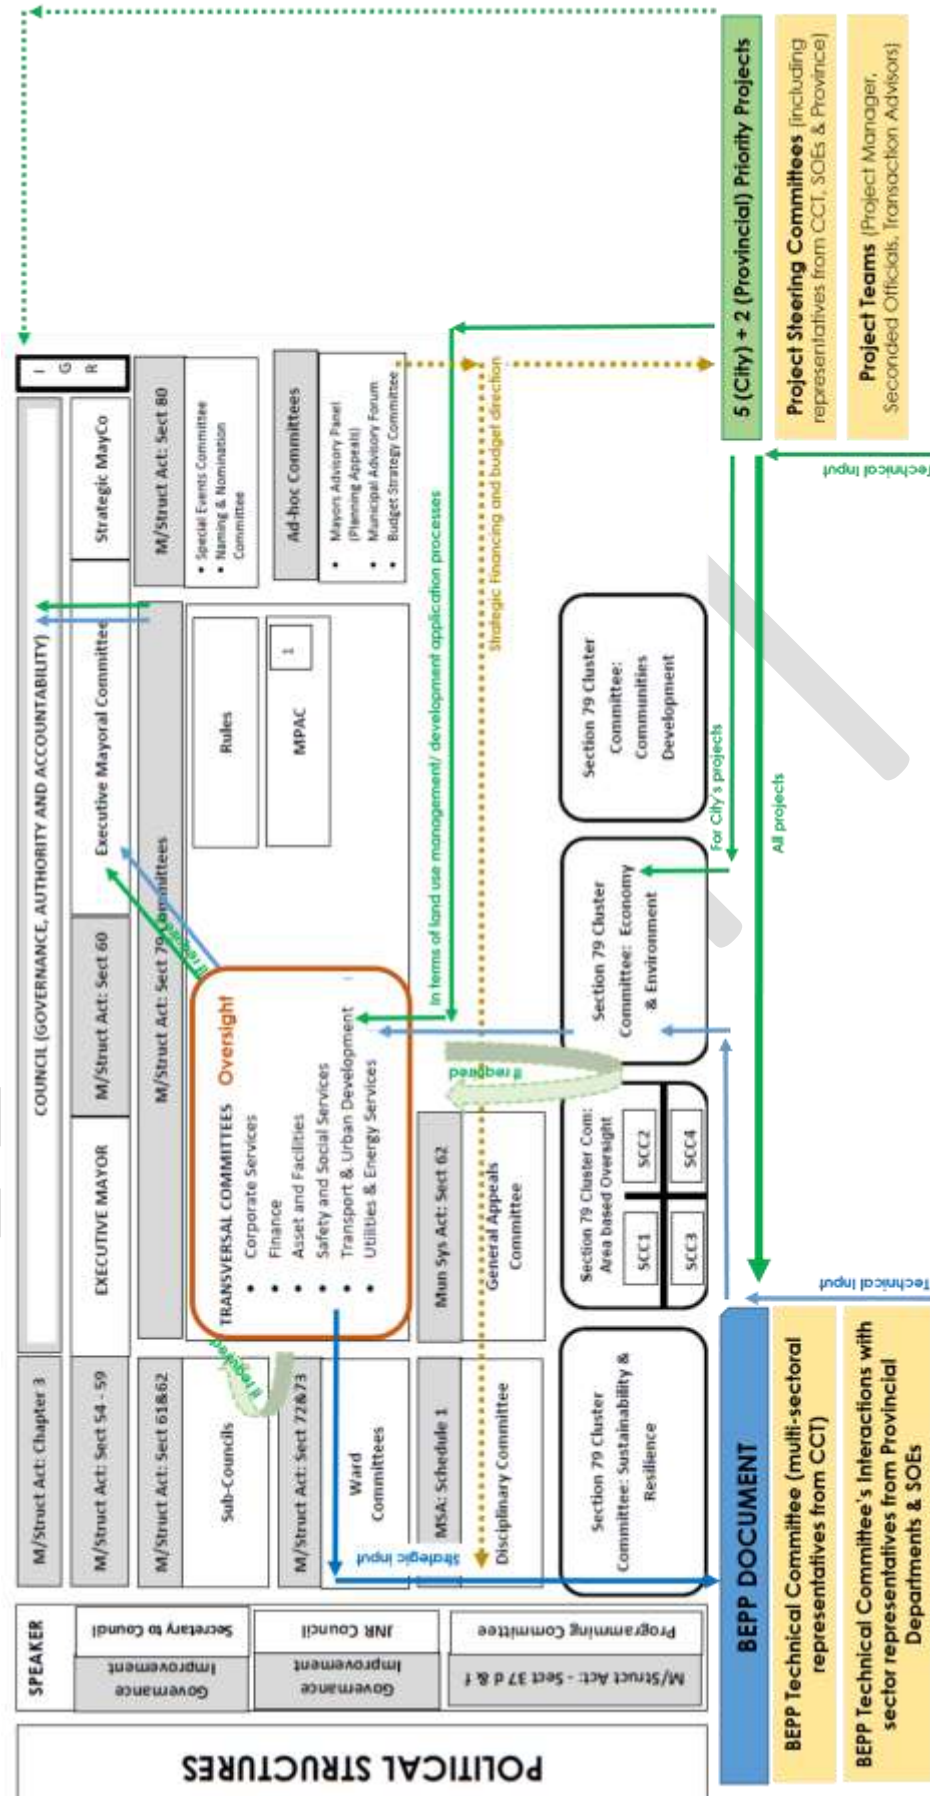 POLITICAL STRUCTURES
SPEAKER
Governance
Improvement
Secretary to Council
Governance
Improvement
JNR Council
M/Struct Act: - Sect 37 d & f
Programming Committee
M/Struct Act: Chapter 3
COUNCIL (GOVERNANCE, AUTHORITY AND ACCOUNTABILITY)
I
G
R
M/Struct Act: Sect 54 - 59
EXECUTIVE MAYOR
M/Struct Act: Sect 60
Executive Mayoral Committee
Strategic MayCo
M/Struct Act: Sect 61&62
M/Struct Act: Sect 79 Committees
M/Struct Act: Sect 80
Sub-Councils
If required
TRANSVERSAL COMMITTEES Oversight
• Corporate Services
• Finance
• Asset and Facilities
• Safety and Social Services
• Transport & Urban Development
• Utilities & Energy Services
If required
Rules
MPAC
1
• Special Events Committee
• Naming & Nomination
Committee
Ad-hoc Committees
• Mayors Advisory Panel
(Planning Appeals)
• Municipal Advisory Forum
• Budget Strategy Committee
M/Struct Act: Sect 72&73
Ward
Committees
Strategic input
MSA: Schedule 1
Disciplinary Committee
Mun Sys Act: Sect 62
General Appeals
Committee
If required
In terms of land use management/ development application processes
Strategic Financing and budget direction
Section 79 Cluster
Committee: Sustainability &
Resilience
Section 79 Cluster Com:
Area based Oversight
SCC1
SCC2
SCC3
SCC4
Section 79 Cluster
Committee: Economy
& Environment
Section 79 Cluster
Committee:
Communities
Development
For City's projects
All projects
BEPP DOCUMENT
BEPP Technical Committee (multi-sectoral
representatives from CCT)
BEPP Technical Committee's Interactions with
sector representatives from Provincial
Departments & SOEs
Technical Input
5 (City) + 2 (Provincial) Priority Projects
Project Steering Committees (including
representatives from CCT, SOEs & Province)
Project Teams (Project Manager,
Seconded Officials, Transaction Advisors)
Technical Input